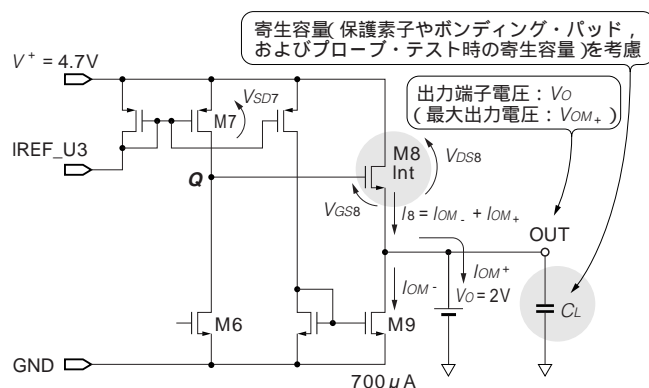 寄生容量(保護素子やボンディング・パッド，
およびプローブ・テスト時の寄生容量)を考慮
V+ = 4.7V
出力端子電圧：VO
(最大出力電圧：VOM+)
VSD7
M7
IREF_U3
M8
Int
VDS8
Q
VGS8
I8 = IOM- + IOM+
OUT
IOM+
IOM-
VO = 2V
CL
M6
M9
GND
700μA